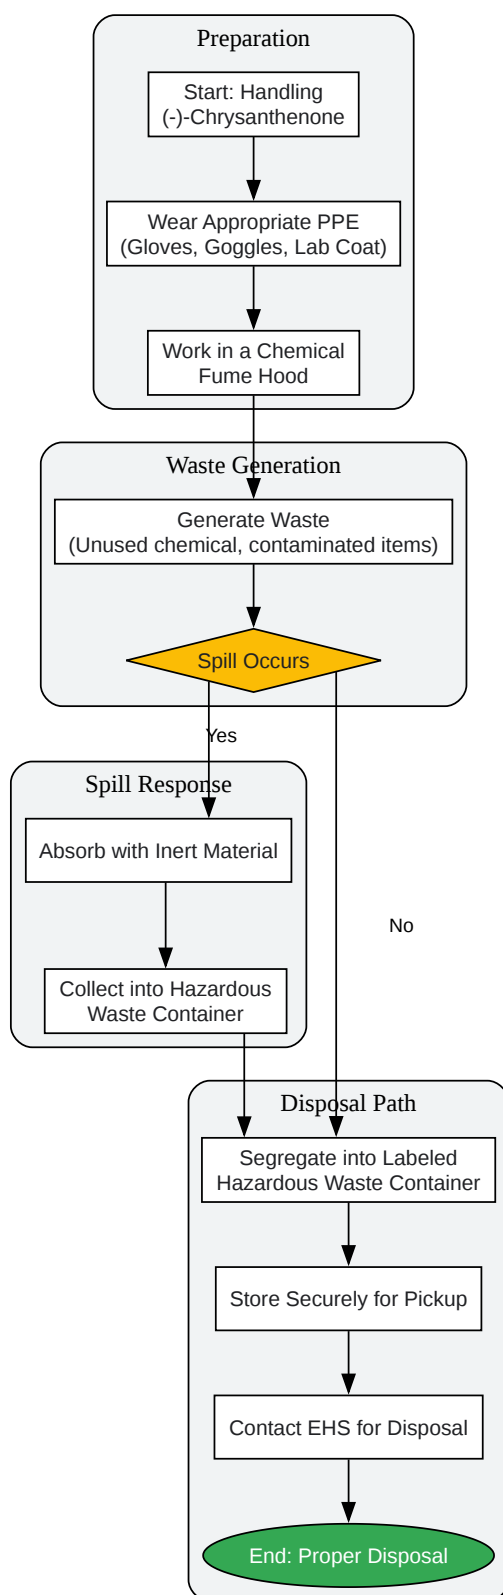 Preparation
Start: Handling
(-)-Chrysanthenone
Wear Appropriate PPE
(Gloves, Goggles, Lab Coat)
Work in a Chemical
Fume Hood
Waste Generation
Generate Waste
(Unused chemical, contaminated items)
Spill Occurs
Yes
Spill Response
Absorb with Inert Material
No
Collect into Hazardous
Waste Container
Disposal Path
Segregate into Labeled
Hazardous Waste Container
Store Securely for Pickup
Contact EHS for Disposal
End: Proper Disposal